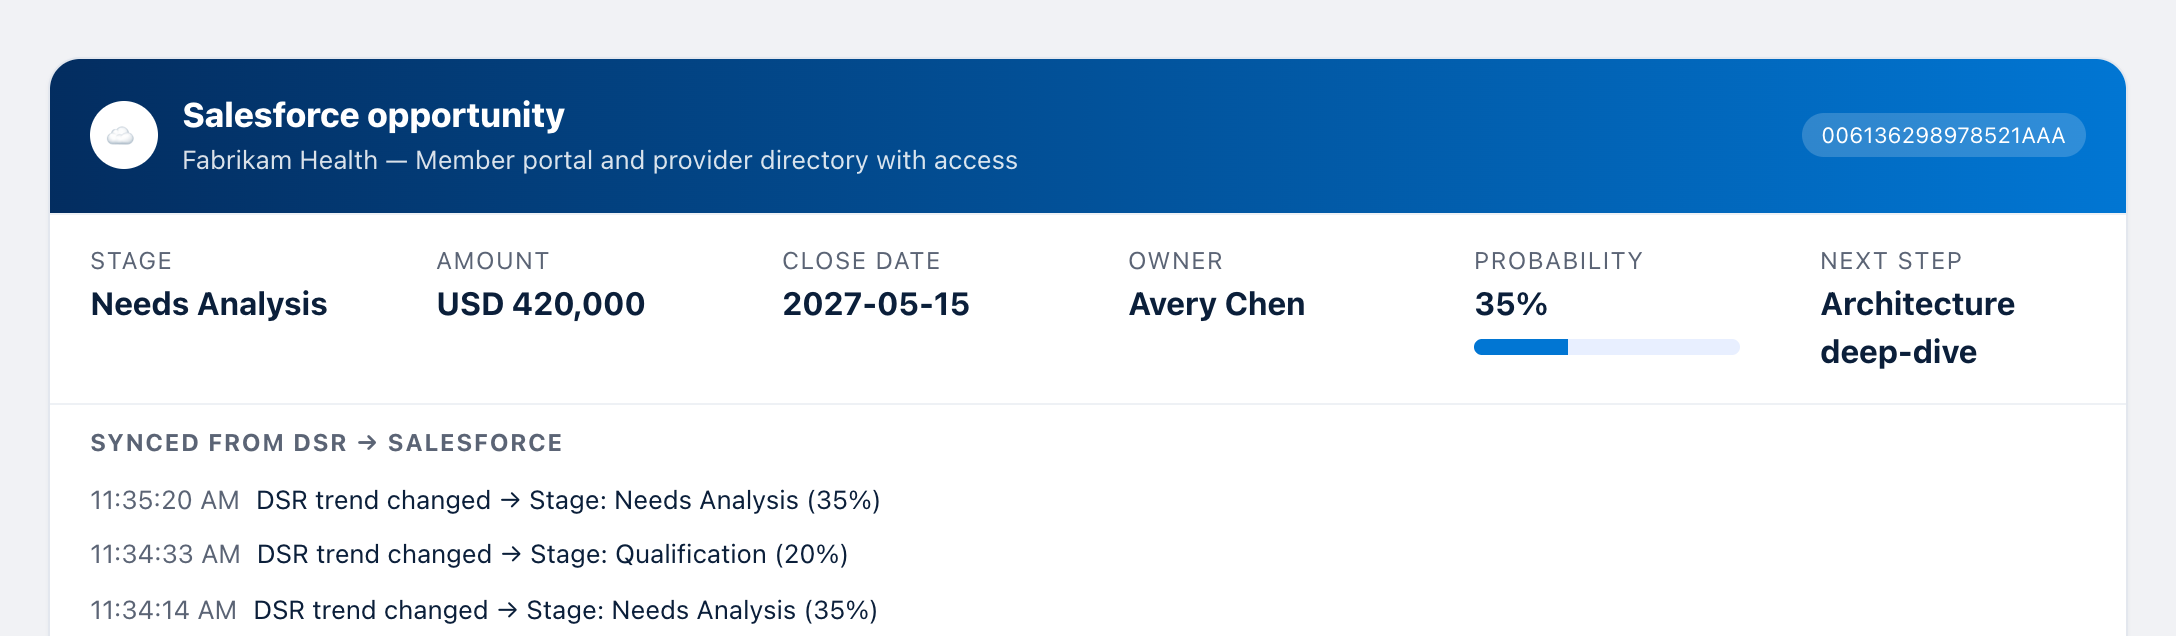 Salesforce opportunity
Fabrikam Health — Member portal and provider directory with access
006136298978521AAA
STAGE
Needs Analysis
AMOUNT
USD 420,000
CLOSE DATE
2027-05-15
OWNER
Avery Chen
PROBABILITY
35%
NEXT STEP
Architecture
deep-dive
SYNCED FROM DSR → SALESFORCE
11:35:20 AM DSR trend changed → Stage: Needs Analysis (35%)
11:34:33 AM DSR trend changed → Stage: Qualification (20%)
11:34:14 AM DSR trend changed → Stage: Needs Analysis (35%)